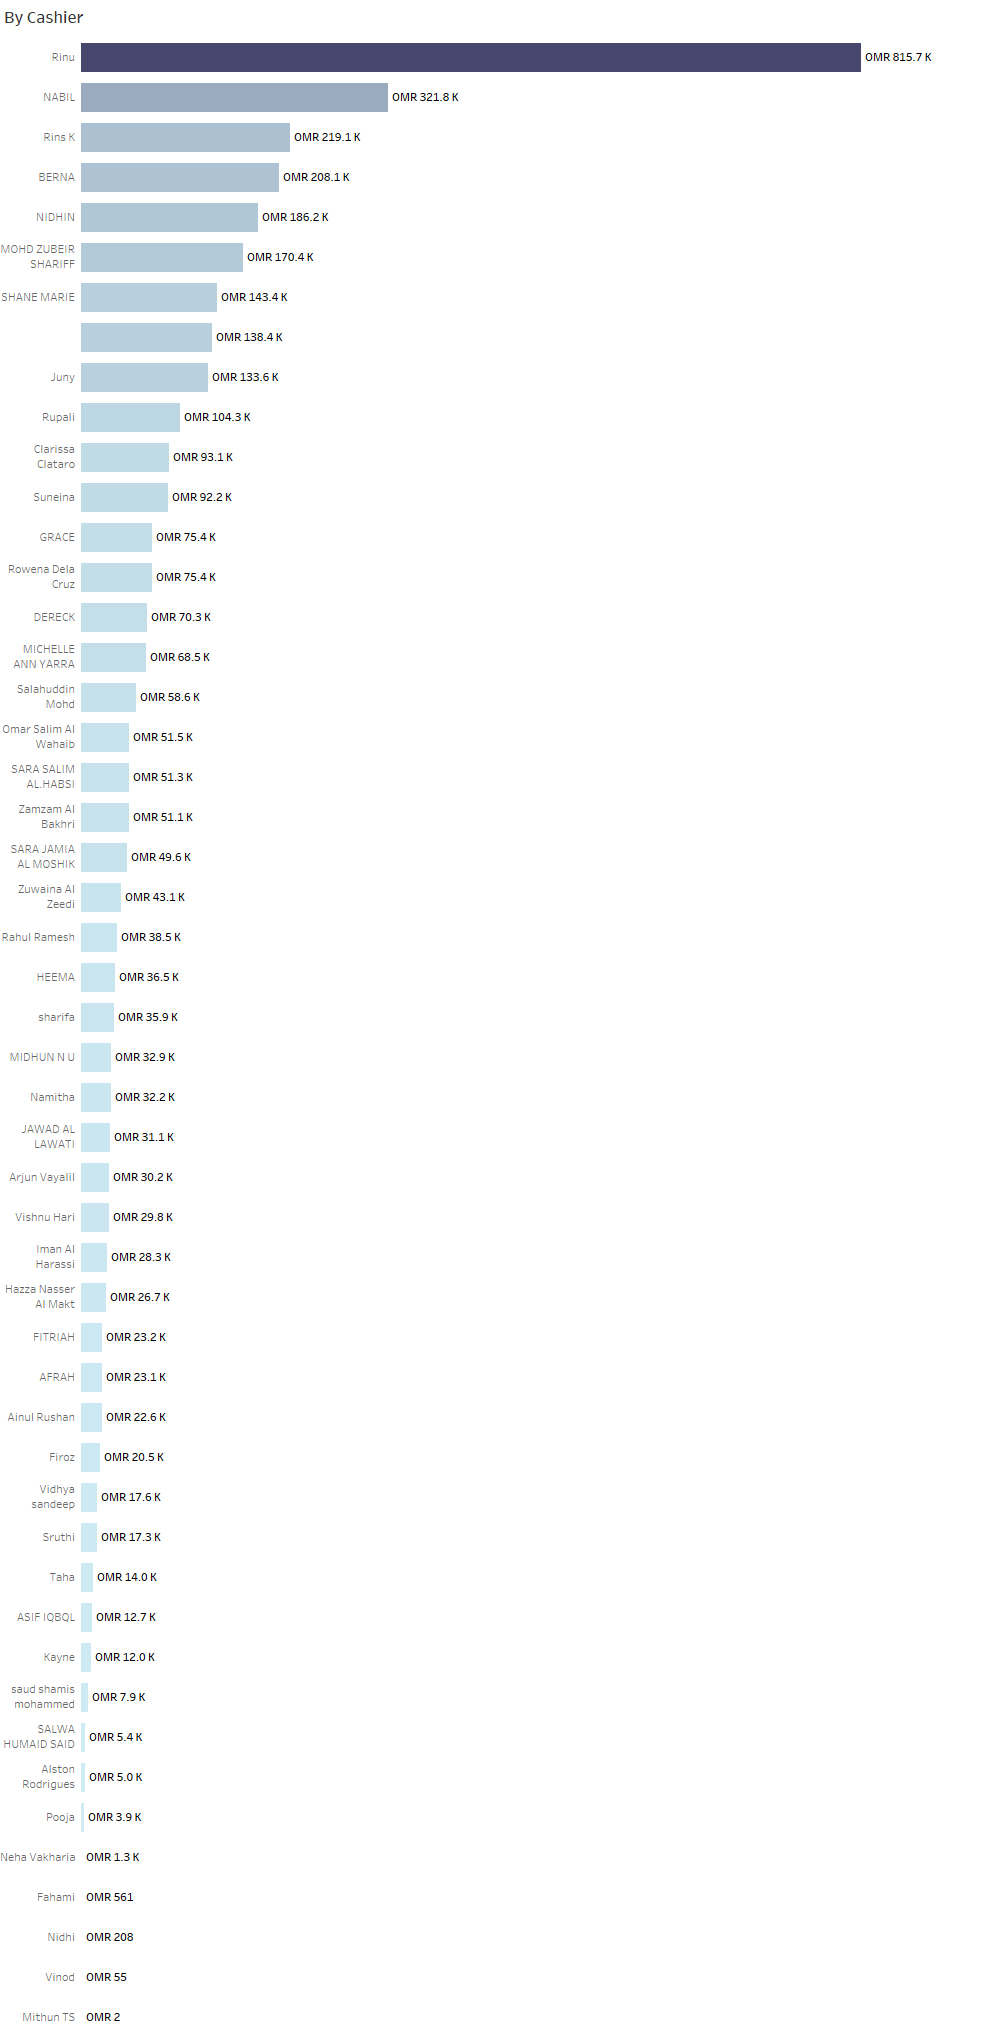 By Cashier
Rinu
OMR 815.7 K
NABIL
OMR 321.8 K
Rins K
OMR 219.1 K
BERNA
OMR 208.1 K
NIDHIN
OMR 186.2 K
MOHD ZUBEIR
SHARIFF
OMR 170.4 K
SHANE MARIE
OMR 143.4 K
OMR 138.4 K
Juny
OMR 133.6 K
Rupali
OMR 104.3 K
Clarissa
Clataro
OMR 93.1 K
Suneina
OMR 92.2 K
GRACE
OMR 75.4 K
Rowena Dela
Cruz
OMR 75.4 K
DERECK
OMR 70.3 K
MICHELLE
ANN YARRA
OMR 68.5 K
Salahuddin
Mohd
OMR 58.6 K
Omar Salim Al
Wahaib
OMR 51.5 K
SARA SALIM
AL.HABSI
OMR 51.3 K
Zamzam Al
Bakhri
OMR 51.1 K
SARA JAMIA
AL MOSHIK
OMR 49.6 K
Zuwaina Al
Zeedi
OMR 43.1 K
Rahul Ramesh
OMR 38.5 K
HEEMA
OMR 36.5 K
sharifa
OMR 35.9 K
MIDHUN N U
OMR 32.9 K
Namitha
OMR 32.2 K
JAWAD AL
LAWATI
OMR 31.1 K
Arjun Vayalil
OMR 30.2 K
Vishnu Hari
OMR 29.8 K
Iman Al
Harassi
OMR 28.3 K
Hazza Nasser
Al Makt
OMR 26.7 K
FITRIAH
OMR 23.2 K
AFRAH
OMR 23.1 K
Ainul Rushan
OMR 22.6 K
Firoz
OMR 20.5 K
Vidhya
sandeep
OMR 17.6 K
Sruthi
OMR 17.3 K
Taha
OMR 14.0 K
ASIF IQBQL
OMR 12.7 K
Kayne
OMR 12.0 K
saud shamis
mohammed
OMR 7.9 K
SALWA
HUMAID SAID
OMR 5.4 K
Alston
Rodrigues
OMR 5.0 K
Pooja
OMR 3.9 K
Neha Vakharia
OMR 1.3 K
Fahami
OMR 561
Nidhi
OMR 208
Vinod
OMR 55
Mithun TS
OMR 2